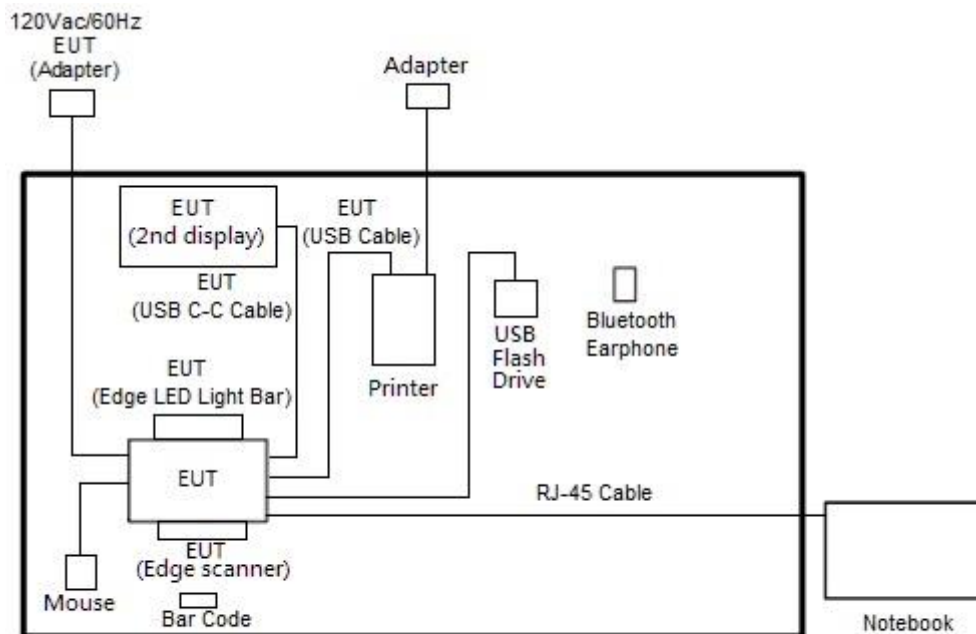 120Vac/60Hz
EUT
(Adapter)
Adapter
EUT
(2nd display)
EUT
(USB Cable)
EUT
(USB C-C Cable)
USB
Flash
Drive
Bluetooth
Earphone
Printer
EUT
(Edge LED Light Bar)
EUT
RJ-45 Cable
EUT
(Edge scanner)
Mouse
Bar Code
Notebook